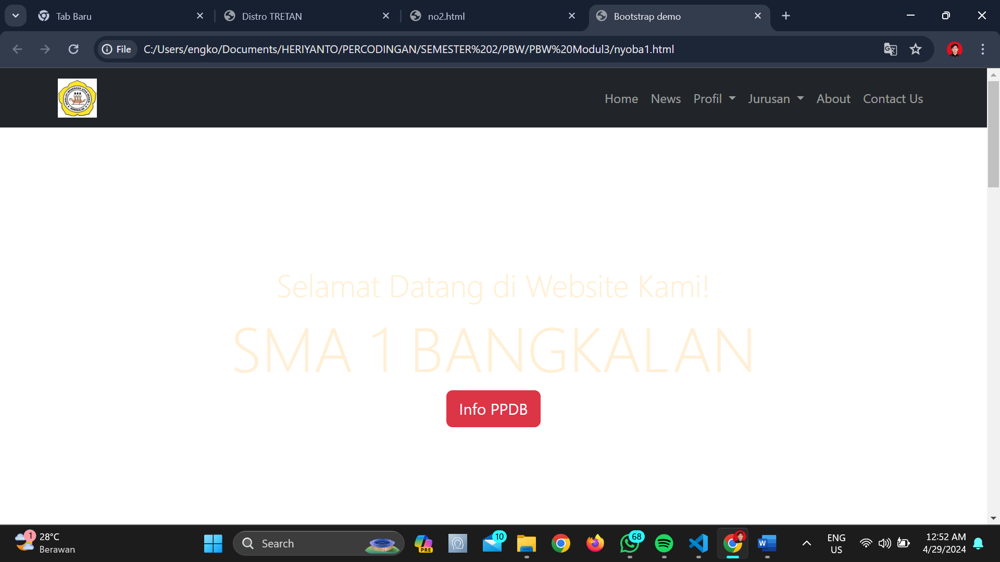 Tab Baru
Distro TRETAN
no2.html
Bootstrap demo
File
C:/Users/engko/Documents/HERIYANTO/PERCODINGAN/SEMESTER%202/PBW/PBW%20Modul3/nyoba1.html
Home News Profil Jurusan About Contact Us
Selamat Datang di Website Kami!
SMA 1 BANGKALAN
Info PPDB
1
28°C
Berawan
Search
PRE
10
68
W
ENG
US
12:52 AM
4/29/2024